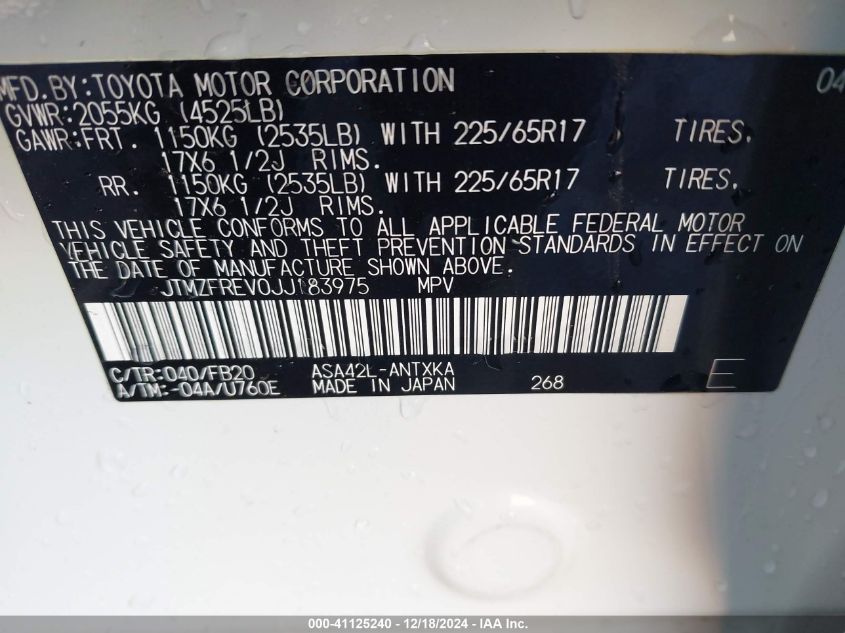 MFD.BY:TOYOTA MOTOR CORPORATION 04
GVWR:2055KG (4525LB)
GAWR:FRT. 1150KG (2535LB) WITH 225/65R17 TIRES.
17X6 1/2J RIMS.
RR. 1150KG (2535LB) WITH 225/65R17 TIRES.
17X6 1/2J RIMS.
THIS VEHICLE CONFORMS TO ALL APPLICABLE FEDERAL MOTOR
VEHICLE SAFETY AND THEFT PREVENTION STANDARDS IN EFFECT ON
THE DATE OF MANUFACTURE SHOWN ABOVE.
JTMZFREV0JJ183975 MPV
C/TR:040/FB20 ASA42L-ANTXKA
A/TM:-04A/U760E MADE IN JAPAN 268 E
000-41125240 - 12/18/2024 - IAA Inc.